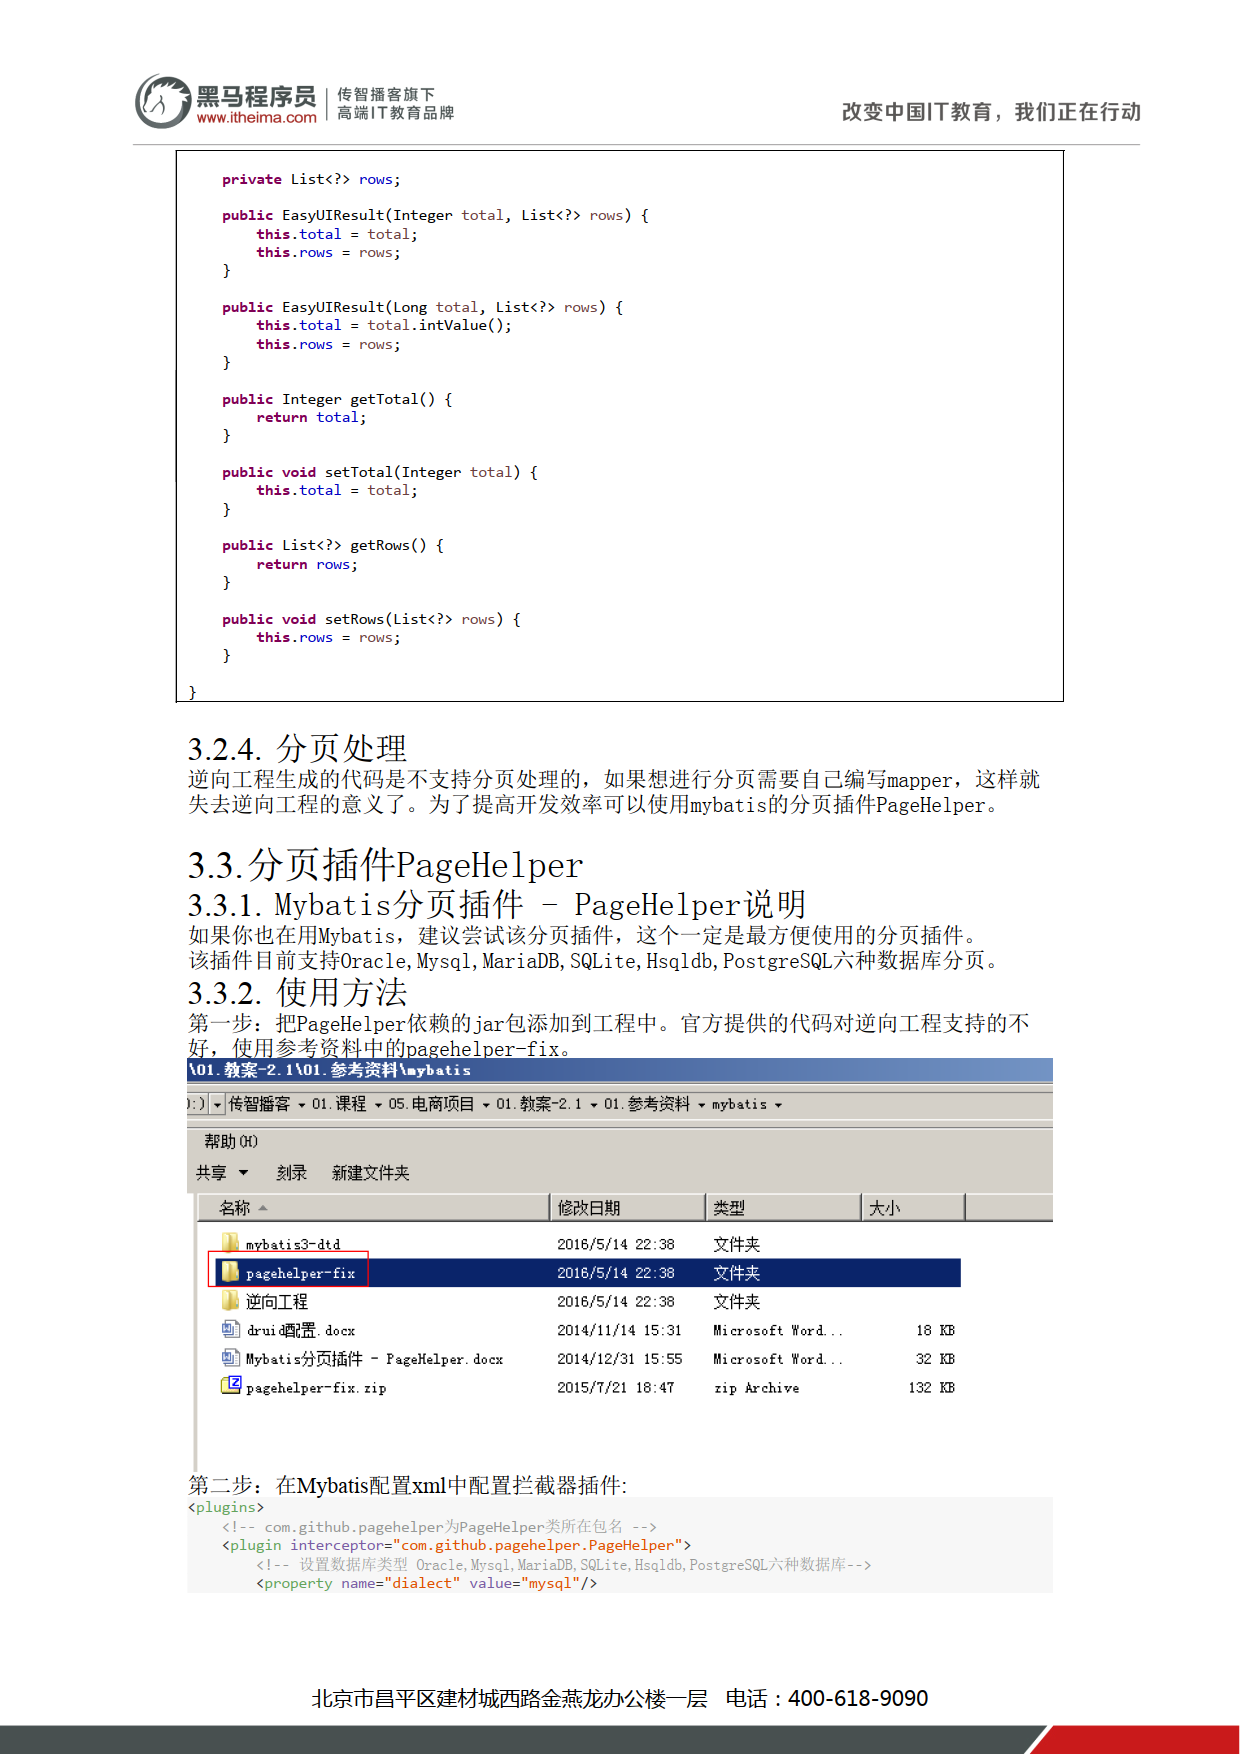 黑马程序员
www.itheima.com
传智播客旗下
高端IT教育品牌
改变中国IT教育，我们正在行动
private List<?> rows;
public EasyUIResult(Integer total, List<?> rows) {
this.total = total;
this.rows = rows;
}
public EasyUIResult(Long total, List<?> rows) {
this.total = total.intValue();
this.rows = rows;
}
public Integer getTotal() {
return total;
}
public void setTotal(Integer total) {
this.total = total;
}
public List<?> getRows() {
return rows;
}
public void setRows(List<?> rows) {
this.rows = rows;
}
}
3.2.4. 分页处理
逆向工程生成的代码是不支持分页处理的，如果想进行分页需要自己编写mapper，这样就
失去逆向工程的意义了。为了提高开发效率可以使用mybatis的分页插件PageHelper。
3.3.分页插件PageHelper
3.3.1. Mybatis分页插件 - PageHelper说明
如果你也在用Mybatis，建议尝试该分页插件，这个一定是最方便使用的分页插件。
该插件目前支持Oracle,Mysql,MariaDB,SQLite,Hsqldb,PostgreSQL六种数据库分页。
3.3.2. 使用方法
第一步：把PageHelper依赖的jar包添加到工程中。官方提供的代码对逆向工程支持的不
好，使用参考资料中的pagehelper-fix。
\01.教案-2.1\01.参考资料\mybatis
):) 传智播客 01.课程 05.电商项目 01.教案-2.1 01.参考资料 mybatis
帮助(H)
共享 刻录 新建文件夹
名称 修改日期 类型 大小
mybatis3-dtd 2016/5/14 22:38 文件夹
pagehelper-fix 2016/5/14 22:38 文件夹
逆向工程 2016/5/14 22:38 文件夹
druid配置.docx 2014/11/14 15:31 Microsoft Word... 18 KB
Mybatis分页插件 - PageHelper.docx 2014/12/31 15:55 Microsoft Word... 32 KB
pagehelper-fix.zip 2015/7/21 18:47 zip Archive 132 KB
第二步：在Mybatis配置xml中配置拦截器插件:
<plugins>
<!-- com.github.pagehelper为PageHelper类所在包名 -->
<plugin interceptor="com.github.pagehelper.PageHelper">
<!-- 设置数据库类型 Oracle,Mysql,MariaDB,SQLite,Hsqldb,PostgreSQL六种数据库-->
<property name="dialect" value="mysql"/>
北京市昌平区建材城西路金燕龙办公楼一层 电话：400-618-9090